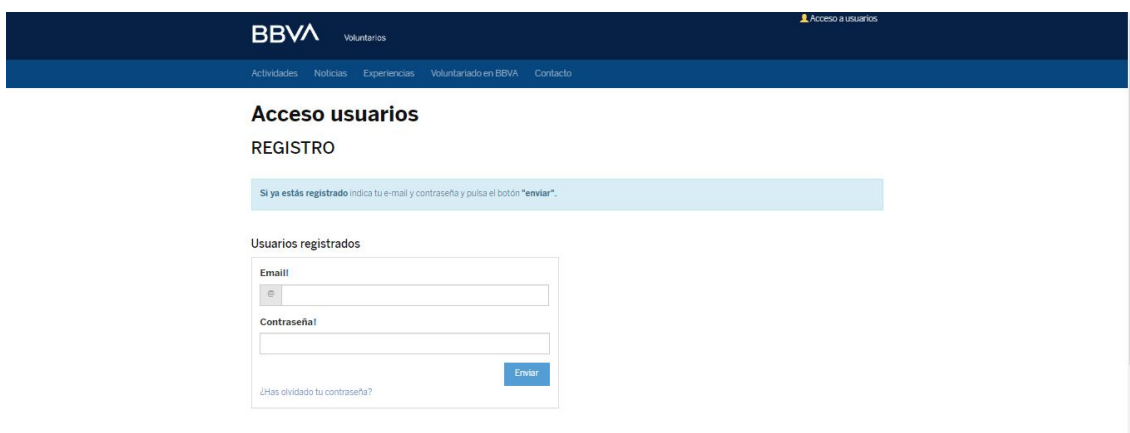 Acceso a usuarios
BBVA Voluntarios
Actividades Noticias Experiencias Voluntariado en BBVA Contacto
Acceso usuarios
REGISTRO
Si ya estás registrado indica tu e-mail y contraseña y pulsa el botón "enviar".
Usuarios registrados
Email!
@
Contraseña!
Enviar
¿Has olvidado tu contraseña?